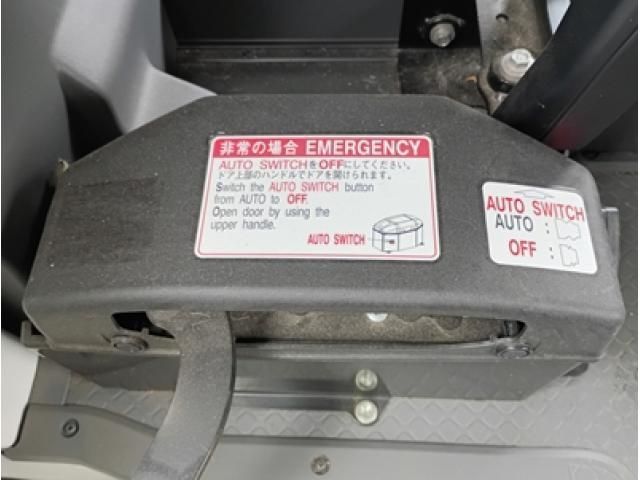 非常の場合 EMERGENCY
AUTO SWITCHをOFFにしてください。
ドア上部のハンドルでドアを開けられます。
Switch the AUTO SWITCH button
from AUTO to OFF.
Open door by using the
upper handle.
AUTO SWITCH
AUTO SWITCH
AUTO :
OFF :